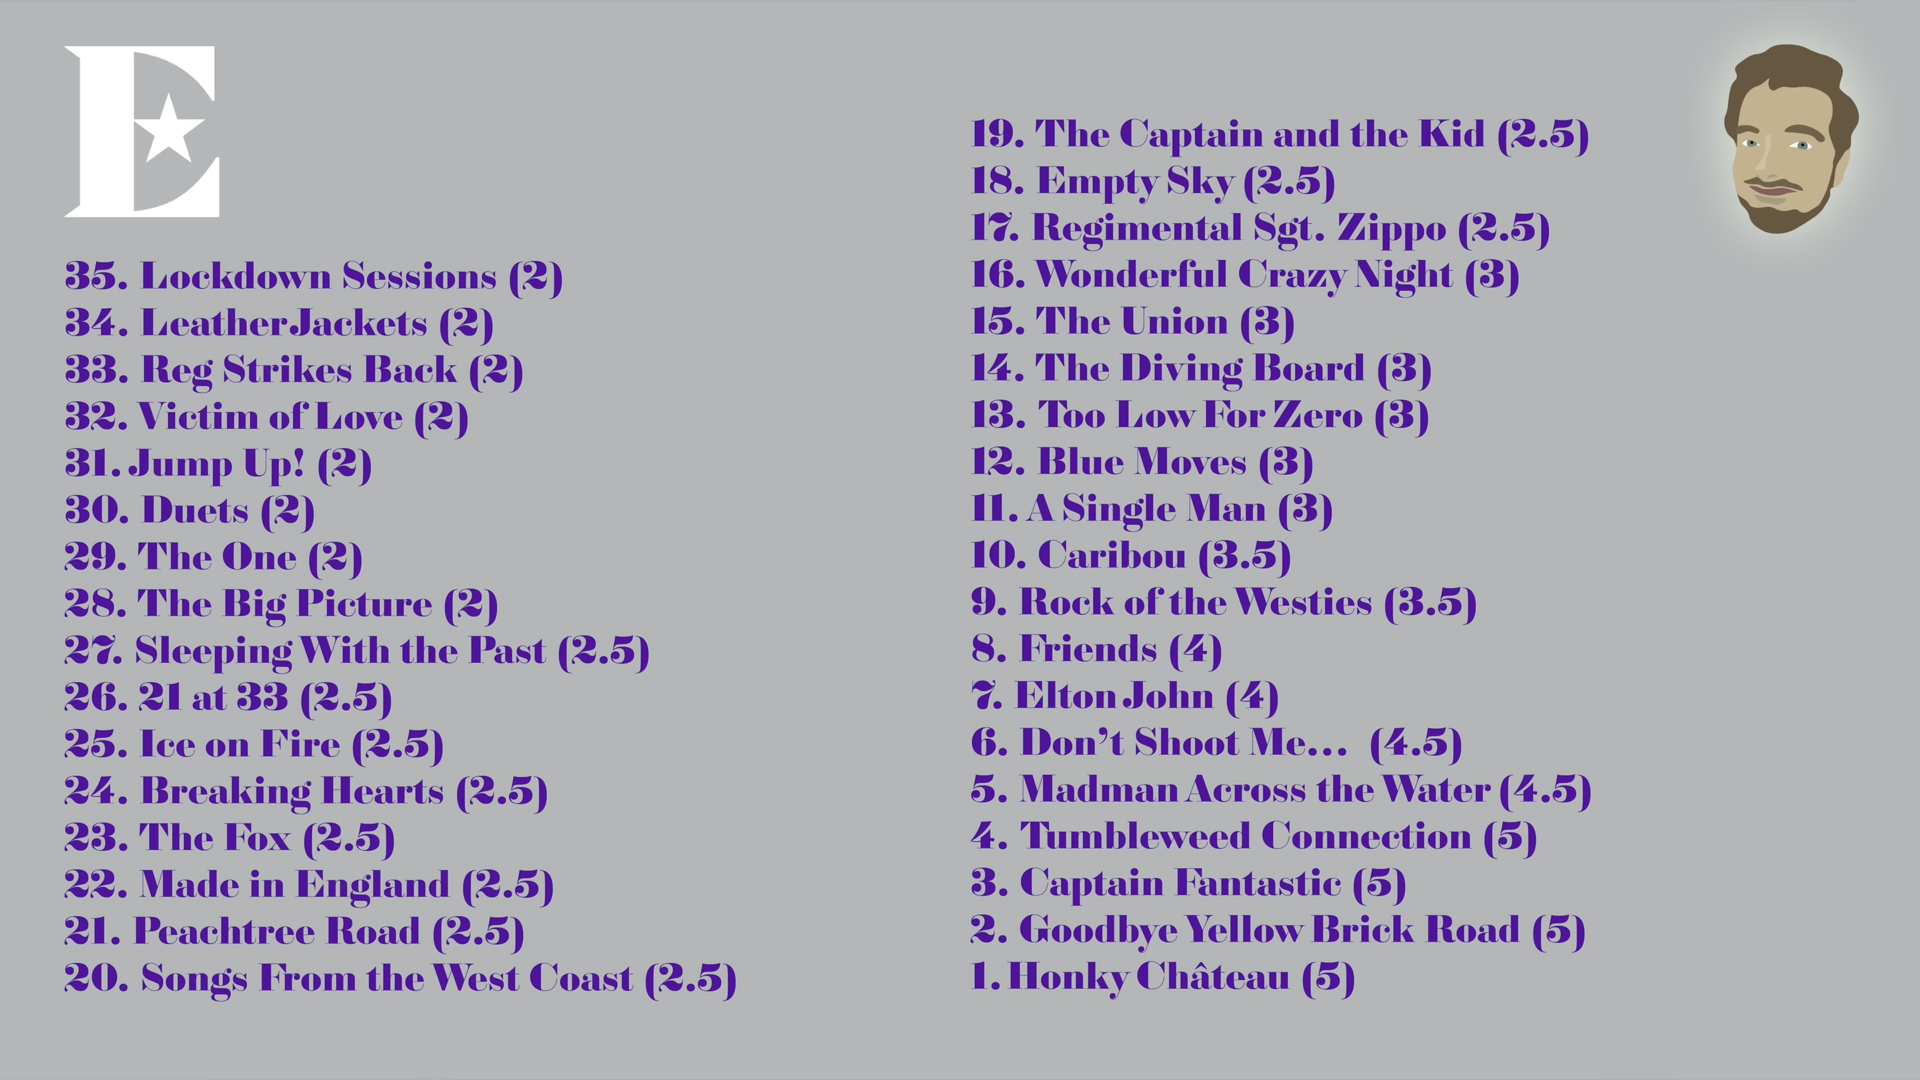 E
35. Lockdown Sessions (2)
34. Leather Jackets (2)
33. Reg Strikes Back (2)
32. Victim of Love (2)
31. Jump Up! (2)
30. Duets (2)
29. The One (2)
28. The Big Picture (2)
27. Sleeping With the Past (2.5)
26. 21 at 33 (2.5)
25. Ice on Fire (2.5)
24. Breaking Hearts (2.5)
23. The Fox (2.5)
22. Made in England (2.5)
21. Peachtree Road (2.5)
20. Songs From the West Coast (2.5)
19. The Captain and the Kid (2.5)
18. Empty Sky (2.5)
17. Regimental Sgt. Zippo (2.5)
16. Wonderful Crazy Night (3)
15. The Union (3)
14. The Diving Board (3)
13. Too Low For Zero (3)
12. Blue Moves (3)
11. A Single Man (3)
10. Caribou (3.5)
9. Rock of the Westies (3.5)
8. Friends (4)
7. Elton John (4)
6. Don’t Shoot Me... (4.5)
5. Madman Across the Water (4.5)
4. Tumbleweed Connection (5)
3. Captain Fantastic (5)
2. Goodbye Yellow Brick Road (5)
1. Honky Château (5)